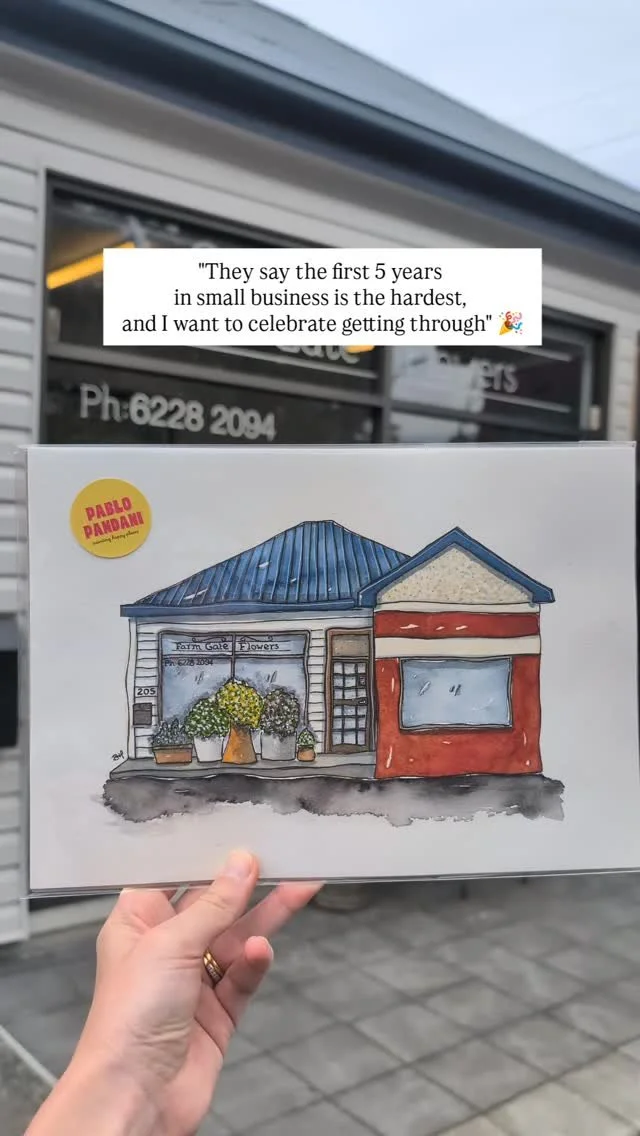 "They say the first 5 years
in small business is the hardest,
and I want to celebrate getting through" 🎉
Gate
Ph:6228 2094
PABLO
PANDANI
Farm Gate Flowers
Ph: 6228 2094
205